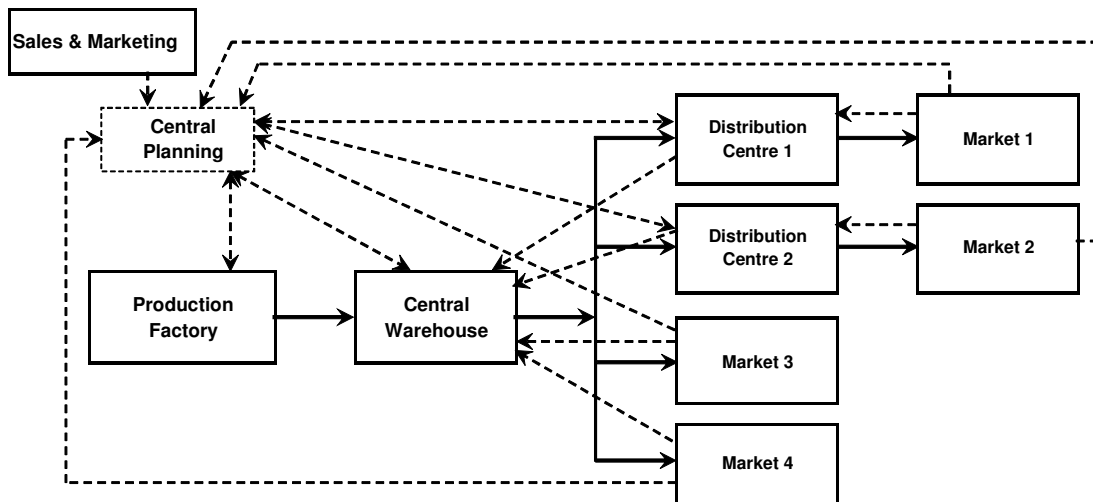 Sales & Marketing
Central
Planning
Distribution
Centre 1
Market 1
Distribution
Centre 2
Market 2
Production
Factory
Central
Warehouse
Market 3
Market 4